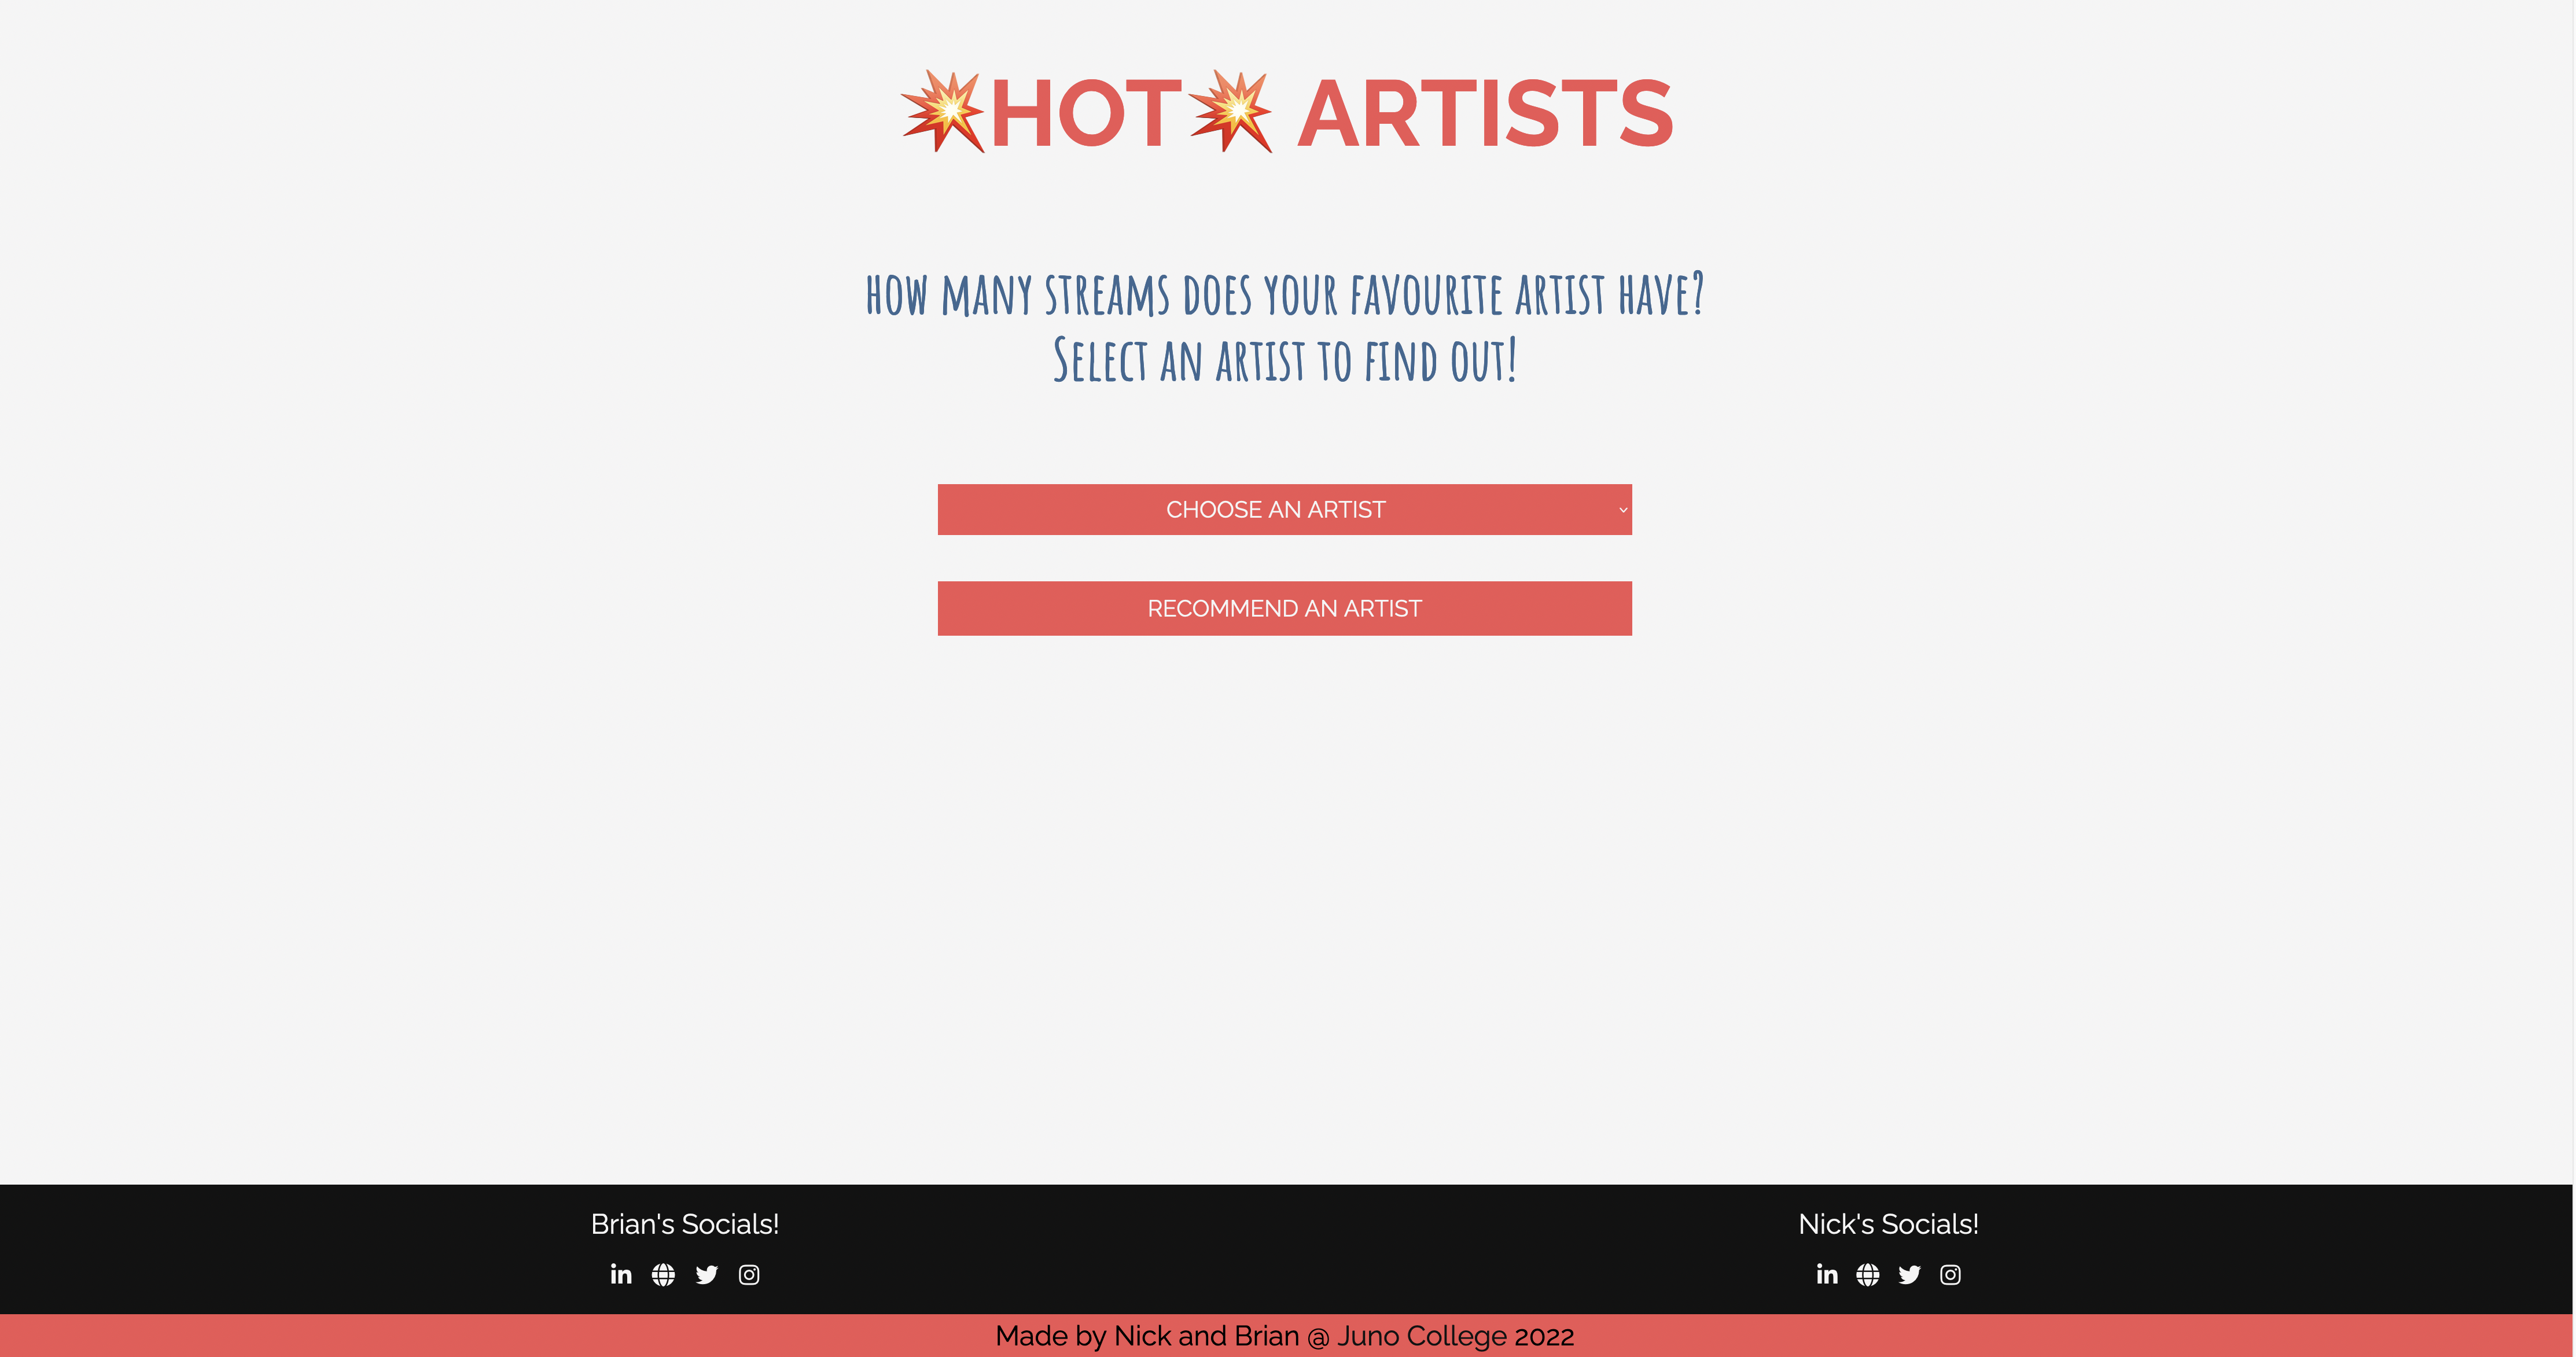 💥HOT💥 ARTISTS
HOW MANY STREAMS DOES YOUR FAVOURITE ARTIST HAVE?
SELECT AN ARTIST TO FIND OUT!
CHOOSE AN ARTIST
RECOMMEND AN ARTIST
Brian's Socials!
Nick's Socials!
Made by Nick and Brian @ Juno College 2022